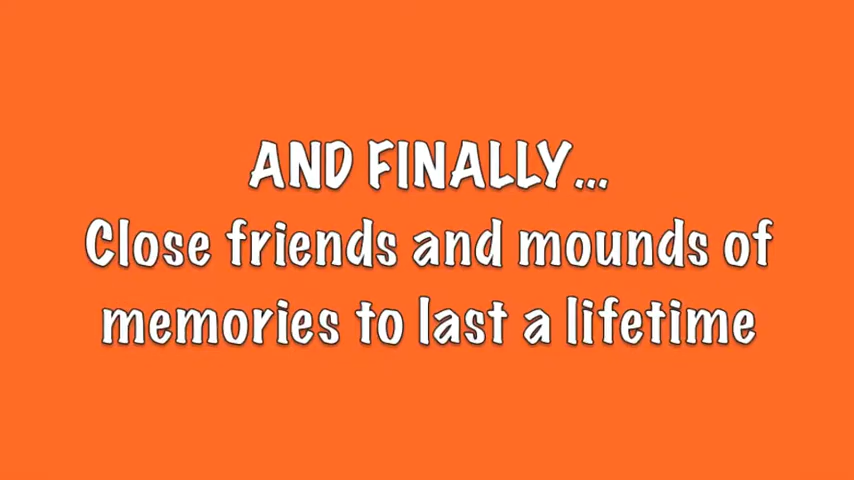 AND FINALLY...
Close friends and mounds of
memories to last a lifetime